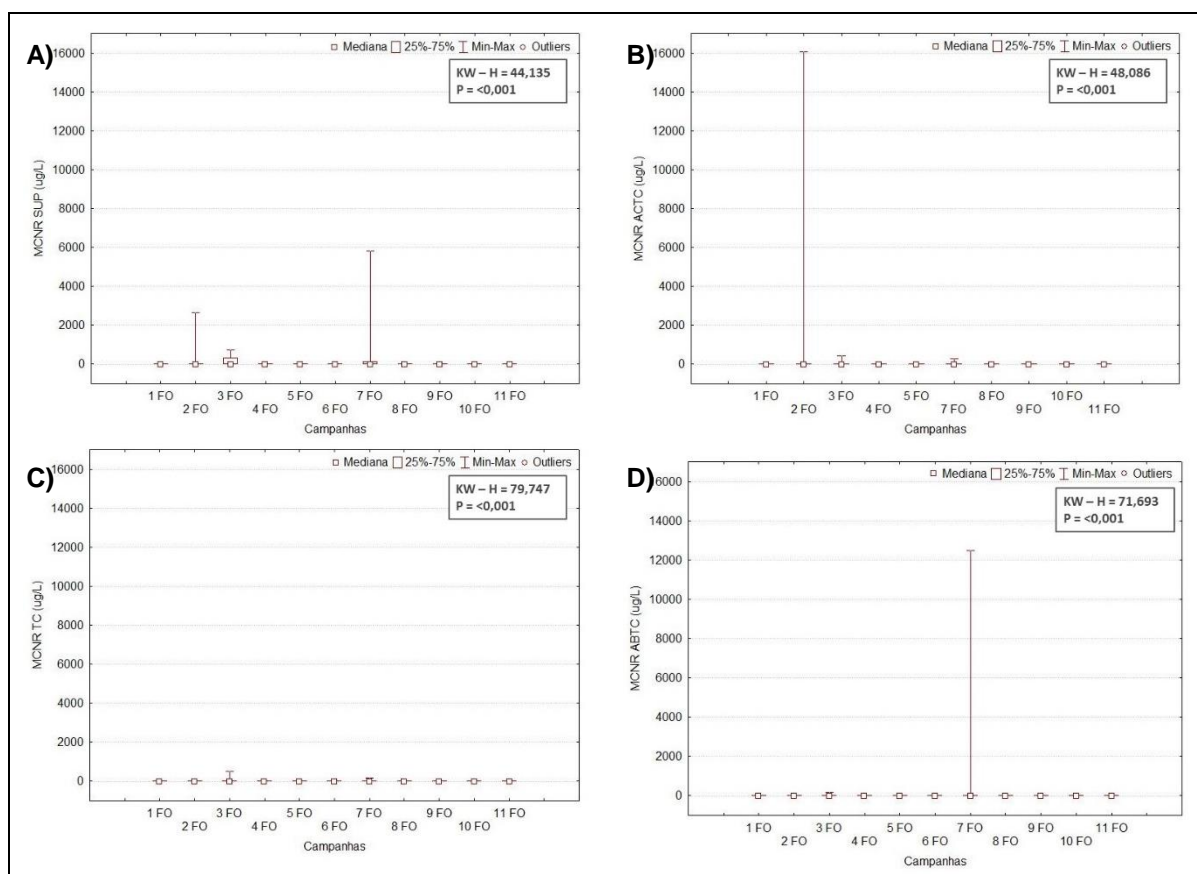 A)
Mediana 25%-75% Min-Max Outliers
KW – H = 44,135
P = <0,001
16000
14000
12000
10000
8000
6000
4000
2000
0
MCNR SUP (ug/L)
1 FO 3 FO 5 FO 7 FO 9 FO 11 FO
2 FO 4 FO 6 FO 8 FO 10 FO
Campanhas
B)
Mediana 25%-75% Min-Max Outliers
KW – H = 48,086
P = <0,001
16000
14000
12000
10000
8000
6000
4000
2000
0
MCNR ACTC (ug/L)
1 FO 3 FO 5 FO 7 FO 9 FO 11 FO
2 FO 4 FO 6 FO 8 FO 10 FO
Campanhas
C)
Mediana 25%-75% Min-Max Outliers
KW – H = 79,747
P = <0,001
16000
14000
12000
10000
8000
6000
4000
2000
0
MCNR TC (ug/L)
1 FO 3 FO 5 FO 7 FO 9 FO 11 FO
2 FO 4 FO 6 FO 8 FO 10 FO
Campanhas
D)
Mediana 25%-75% Min-Max Outliers
KW – H = 71,693
P = <0,001
16000
14000
12000
10000
8000
6000
4000
2000
0
MCNR ABTC (ug/L)
1 FO 3 FO 5 FO 7 FO 9 FO 11 FO
2 FO 4 FO 6 FO 8 FO 10 FO
Campanhas